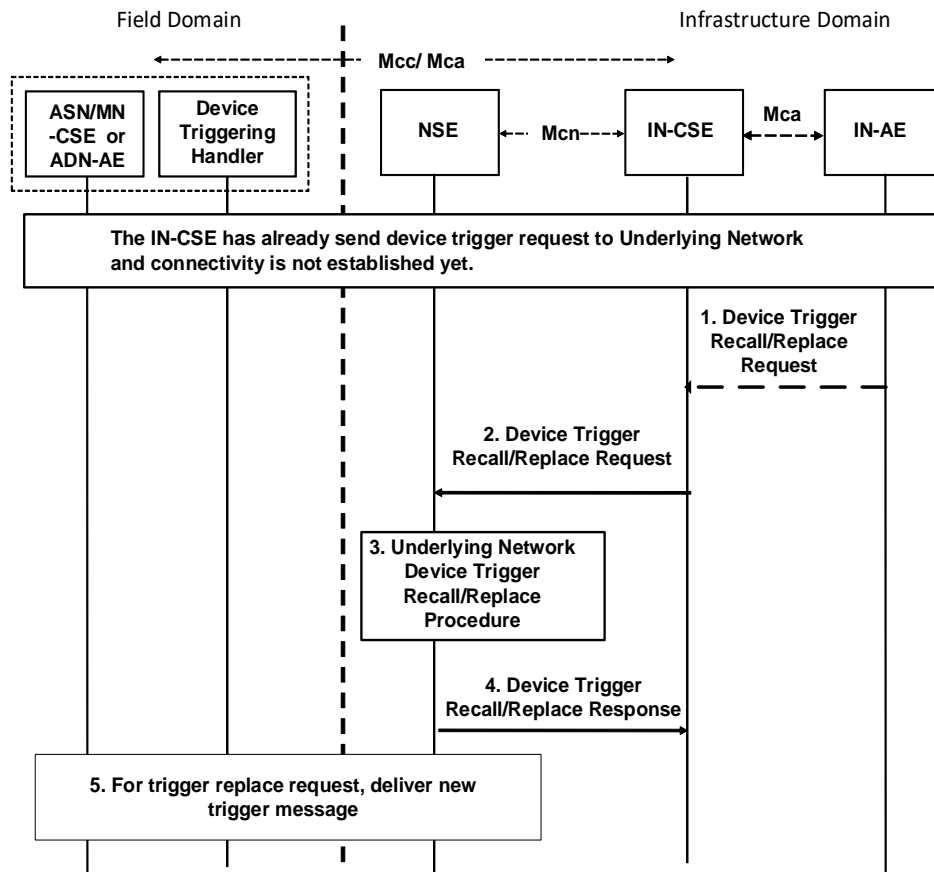 Field Domain
Infrastructure Domain
Mcc/ Mca
ASN/MN
-CSE or
ADN-AE
Device
Triggering
Handler
NSE
Mcn
IN-CSE
Mca
IN-AE
The IN-CSE has already send device trigger request to Underlying Network
and connectivity is not established yet.
1. Device Trigger
Recall/Replace
Request
2. Device Trigger
Recall/Replace Request
3. Underlying Network
Device Trigger
Recall/Replace
Procedure
4. Device Trigger
Recall/Replace Response
5. For trigger replace request, deliver new
trigger message